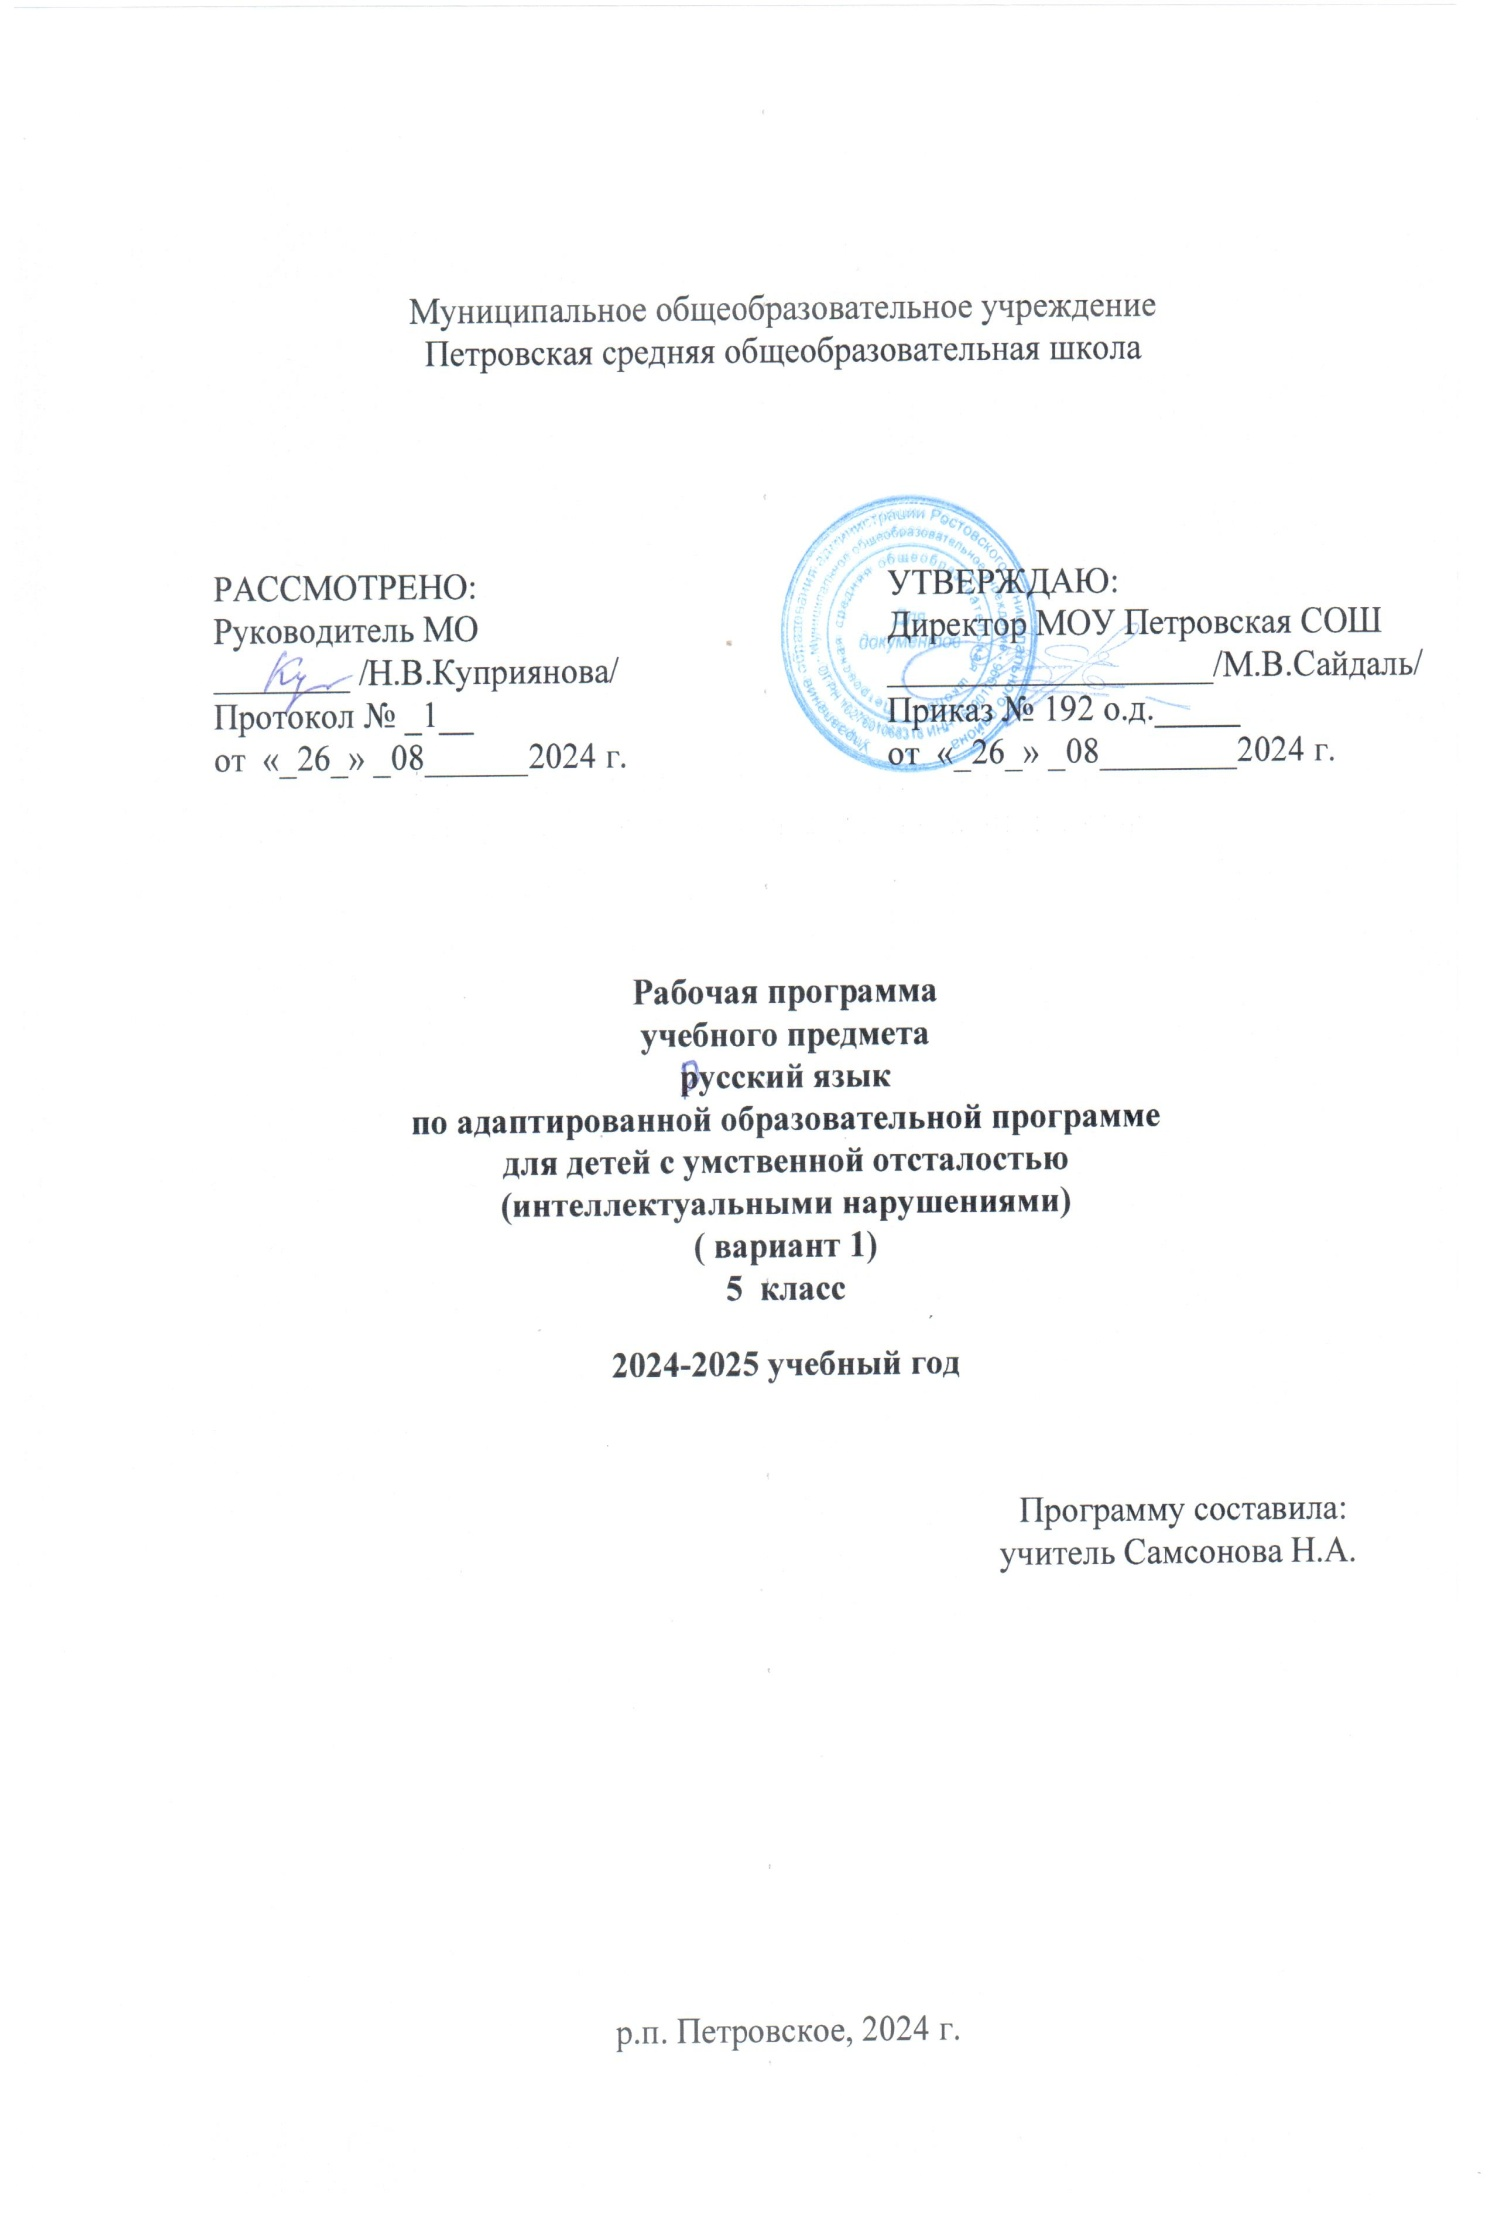 Муниципальное общеобразовательное учреждение
Петровская средняя общеобразовательная школа
РАССМОТРЕНО:
Руководитель МО
________ /Н.В.Куприянова/
Протокол № _1__
от «_26_» _08______2024 г.
УТВЕРЖДАЮ:
Директор МОУ Петровская СОШ
___________________/М.В.Сайдаль/
Приказ № 192 о.д._____
от «_26_» _08________2024 г.
Для
документов
Рабочая программа
учебного предмета
русский язык
по адаптированной образовательной программе
для детей с умственной отсталостью
(интеллектуальными нарушениями)
( вариант 1)
5 класс
2024-2025 учебный год
Программу составила:
учитель Самсонова Н.А.
р.п. Петровское, 2024 г.